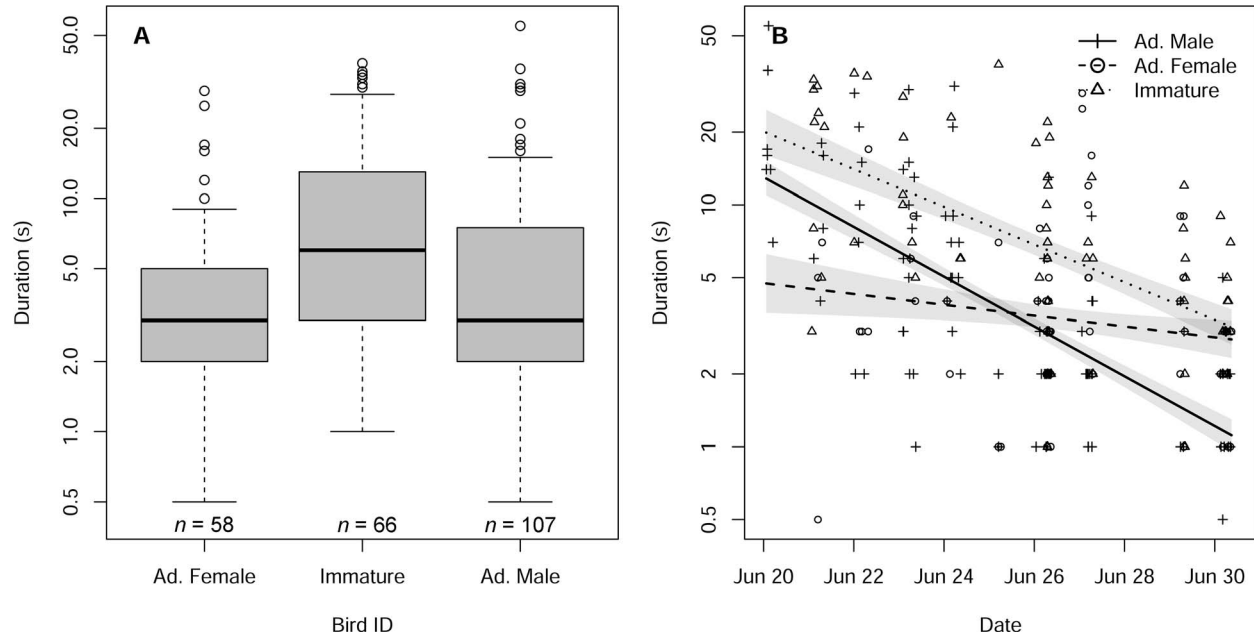 A
Duration (s)
50.0
20.0
10.0
5.0
2.0
1.0
0.5
n = 58
n = 66
n = 107
Ad. Female
Immature
Ad. Male
Bird ID
B
Ad. Male
Ad. Female
Immature
Duration (s)
50
20
10
5
2
1
0.5
Jun 20
Jun 22
Jun 24
Jun 26
Jun 28
Jun 30
Date